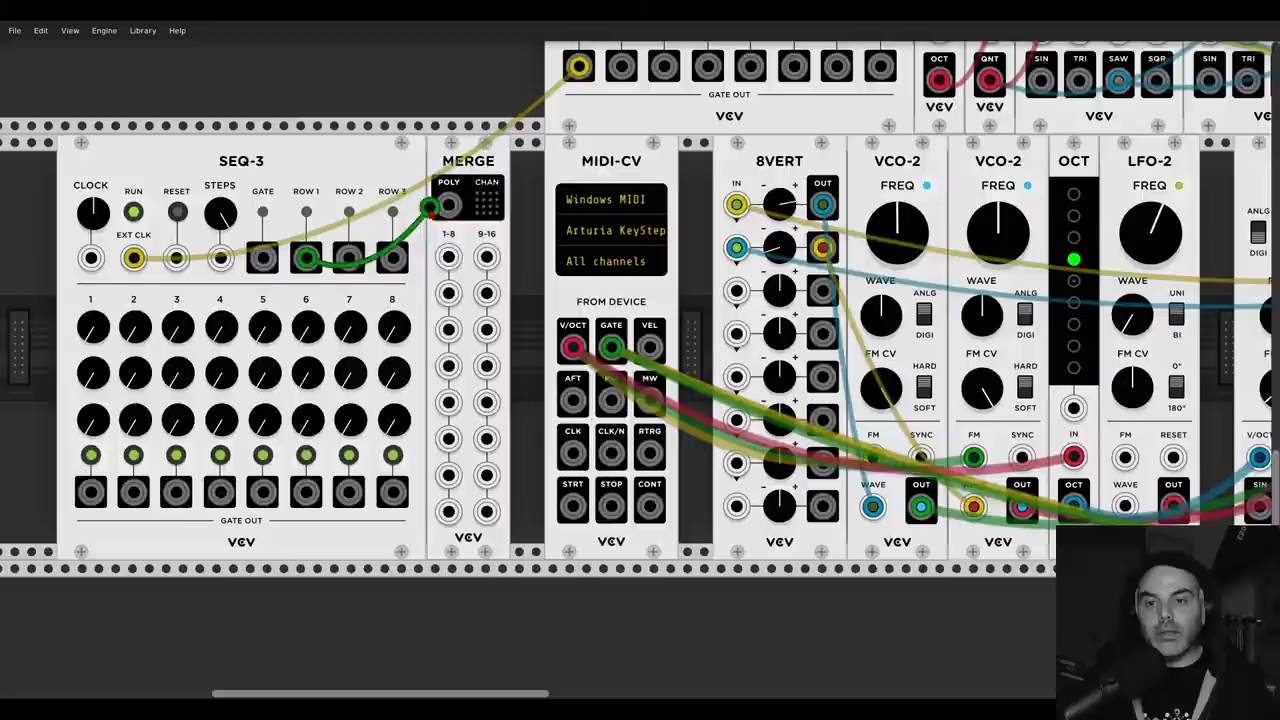 File Edit View Engine Library Help
OCT QNT SIN TRI SAW SQR SIN TRI
GATE OUT
VCV VCV VCV VCV
SEQ-3 MERGE MIDI-CV 8VERT VCO-2 VCO-2 OCT LFO-2
CLOCK RUN RESET STEPS GATE ROW 1 ROW 2 ROW 3
EXT CLK
POLY CHAN
1-8 9-16
1 2 3 4 5 6 7 8
GATE OUT
VCV
VCV
Windows MIDI
Arturia KeyStep
All channels
FROM DEVICE
V/OCT GATE VEL
AFT MW
CLK CLK/N RTRG
STRT STOP CONT
VCV
IN - + OUT
FREQ
WAVE ANLG
DIGI
FM CV HARD
SOFT
FM SYNC
WAVE OUT
VCV
FREQ
WAVE ANLG
DIGI
FM CV HARD
SOFT
FM SYNC
OUT
VCV
IN
OCT
FREQ
WAVE UNI
BI
FM CV 0°
180°
FM RESET
WAVE OUT
ANLG
DIGI
V/OCT
SIN